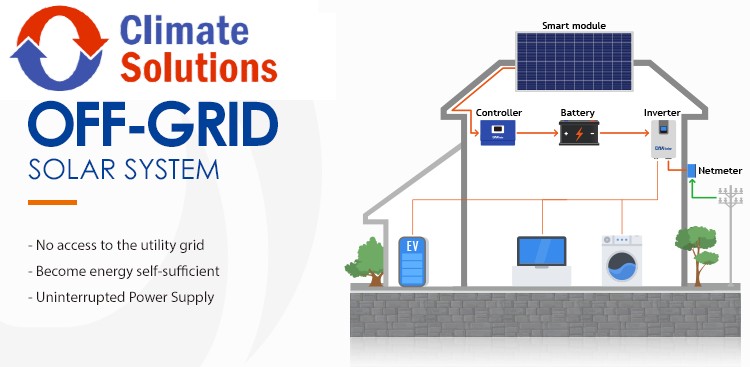 Climate
Solutions
OFF-GRID
SOLAR SYSTEM
- No access to the utility grid
- Become energy self-sufficient
- Uninterrupted Power Supply
Smart module
Controller
Battery
Inverter
Netmeter
EV